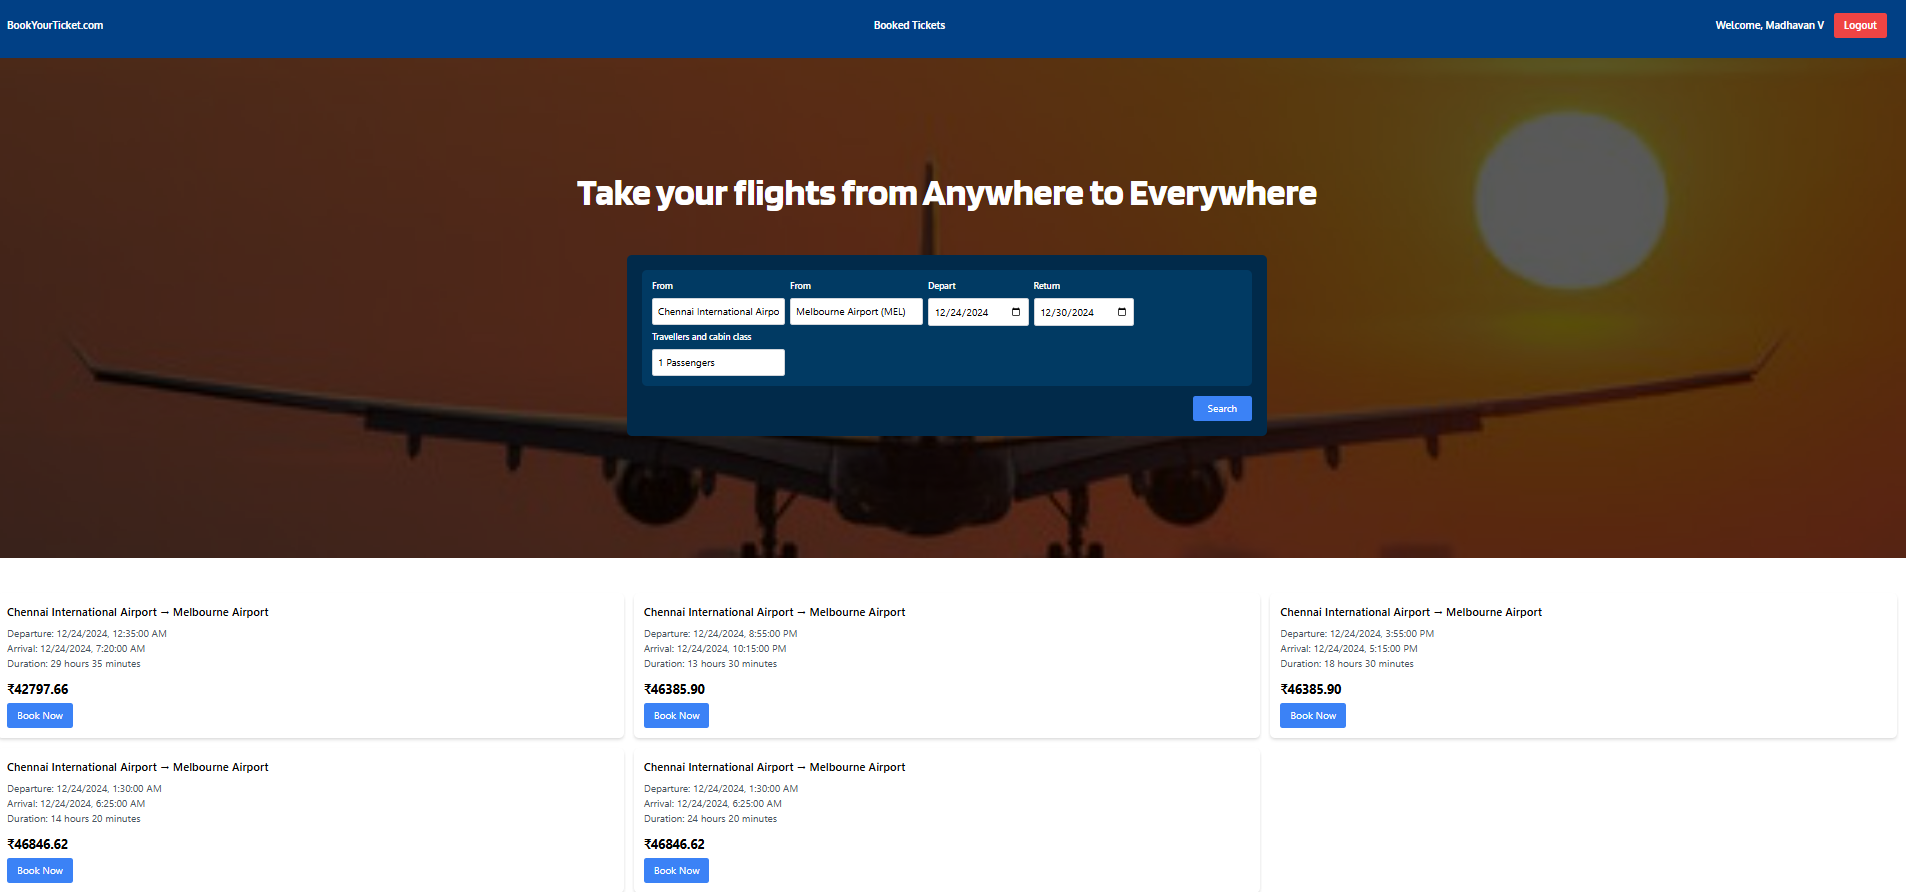 BookYourTicket.com
Booked Tickets
Welcome, Madhavan V
Logout
Take your flights from Anywhere to Everywhere
From
From
Depart
Return
Chennai International Airpo
Melbourne Airport (MEL)
12/24/2024
12/30/2024
Travellers and cabin class
1 Passengers
Search
Chennai International Airport → Melbourne Airport
Departure: 12/24/2024, 12:35:00 AM
Arrival: 12/24/2024, 7:20:00 AM
Duration: 29 hours 35 minutes
₹42797.66
Book Now
Chennai International Airport → Melbourne Airport
Departure: 12/24/2024, 8:55:00 PM
Arrival: 12/24/2024, 10:15:00 PM
Duration: 13 hours 30 minutes
₹46385.90
Book Now
Chennai International Airport → Melbourne Airport
Departure: 12/24/2024, 3:55:00 PM
Arrival: 12/24/2024, 5:15:00 PM
Duration: 18 hours 30 minutes
₹46385.90
Book Now
Chennai International Airport → Melbourne Airport
Departure: 12/24/2024, 1:30:00 AM
Arrival: 12/24/2024, 6:25:00 AM
Duration: 14 hours 20 minutes
₹46846.62
Book Now
Chennai International Airport → Melbourne Airport
Departure: 12/24/2024, 1:30:00 AM
Arrival: 12/24/2024, 6:25:00 AM
Duration: 24 hours 20 minutes
₹46846.62
Book Now